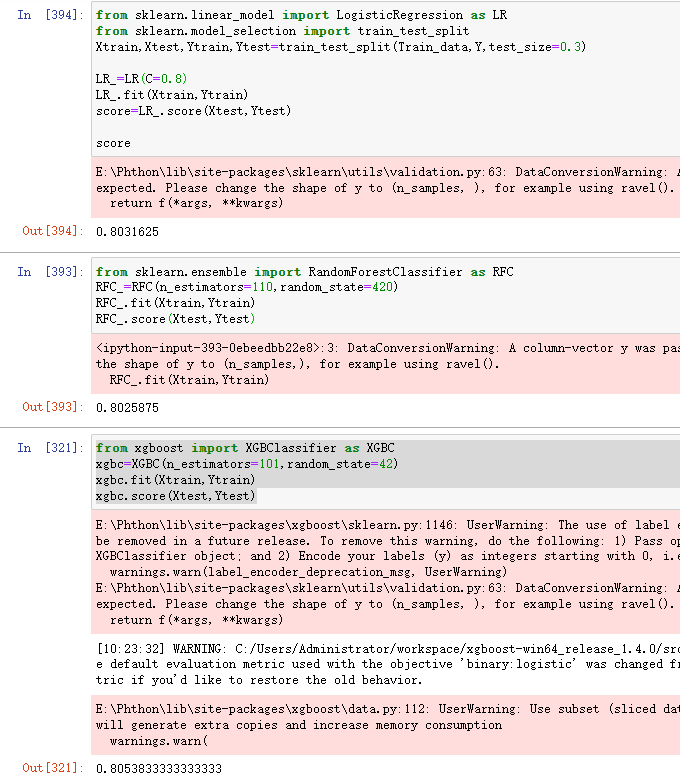 In [394]:
from sklearn.linear_model import LogisticRegression as LR
from sklearn.model_selection import train_test_split
Xtrain,Xtest,Ytrain,Ytest=train_test_split(Train_data,Y,test_size=0.3)
LR_=LR(C=0.8)
LR_.fit(Xtrain,Ytrain)
score=LR_.score(Xtest,Ytest)
score
E:\Phthon\lib\site-packages\sklearn\utils\validation.py:63: DataConversionWarning:
expected. Please change the shape of y to (n_samples, ), for example using ravel().
return f(*args, **kwargs)
Out[394]: 0.8031625
In [393]:
from sklearn.ensemble import RandomForestClassifier as RFC
RFC_=RFC(n_estimators=110,random_state=420)
RFC_.fit(Xtrain,Ytrain)
RFC_.score(Xtest,Ytest)
<ipython-input-393-0ebeedbb22e8>:3: DataConversionWarning: A column-vector y was pas
the shape of y to (n_samples,), for example using ravel().
RFC_.fit(Xtrain,Ytrain)
Out[393]: 0.8025875
In [321]:
from xgboost import XGBClassifier as XGBC
xgbc=XGBC(n_estimators=101,random_state=42)
xgbc.fit(Xtrain,Ytrain)
xgbc.score(Xtest,Ytest)
E:\Phthon\lib\site-packages\xgboost\sklearn.py:1146: UserWarning: The use of label e
be removed in a future release. To remove this warning, do the following: 1) Pass op
XGBClassifier object; and 2) Encode your labels (y) as integers starting with 0, i.e
warnings.warn(label_encoder_deprecation_msg, UserWarning)
E:\Phthon\lib\site-packages\sklearn\utils\validation.py:63: DataConversionWarning:
expected. Please change the shape of y to (n_samples, ), for example using ravel().
return f(*args, **kwargs)
[10:23:32] WARNING: C:/Users/Administrator/workspace/xgboost-win64_release_1.4.0/src
e default evaluation metric used with the objective 'binary:logistic' was changed fr
tric if you'd like to restore the old behavior.
E:\Phthon\lib\site-packages\xgboost\data.py:112: UserWarning: Use subset (sliced dat
will generate extra copies and increase memory consumption
warnings.warn(
Out[321]: 0.8053833333333333